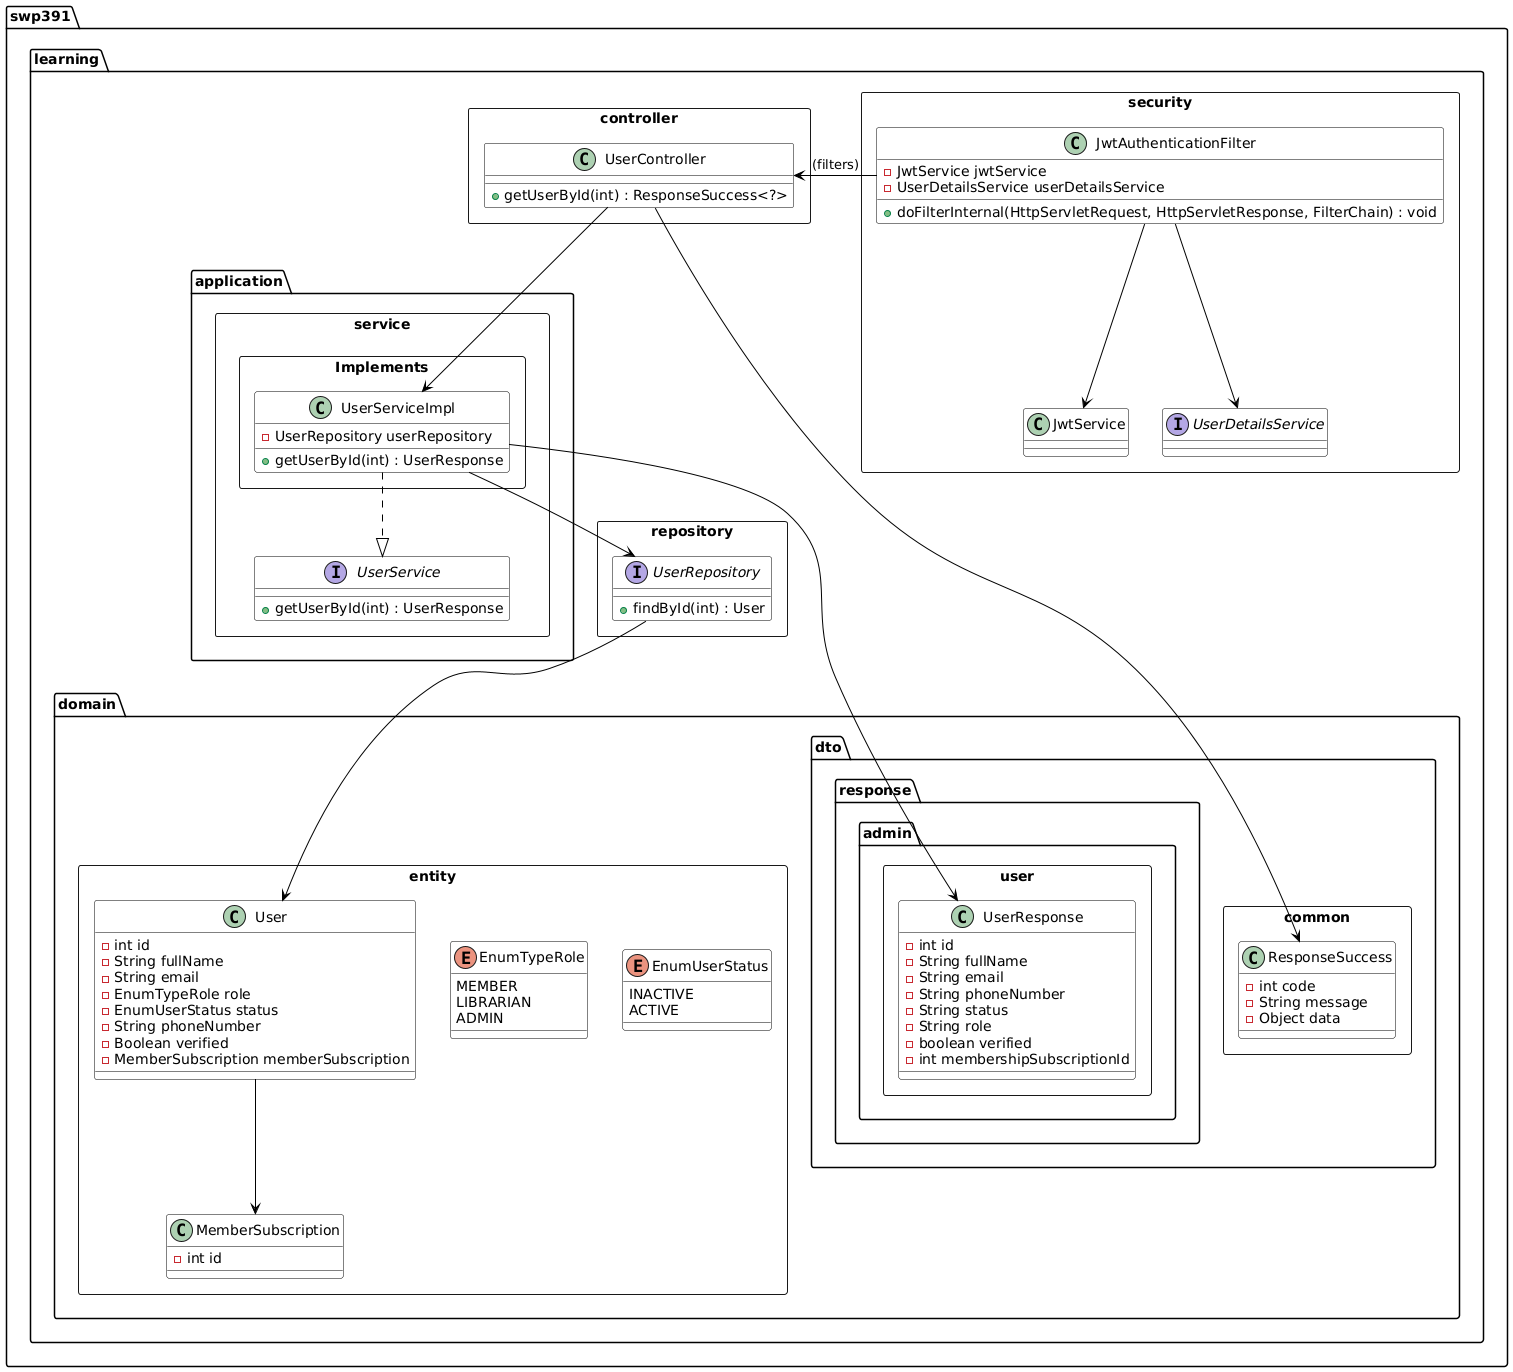 swp391
learning
controller
C UserController
getUserById(int) : ResponseSuccess<?>
(filters)
security
C JwtAuthenticationFilter
JwtService jwtService
UserDetailsService userDetailsService
doFilterInternal(HttpServletRequest, HttpServletResponse, FilterChain) : void
C JwtService
I UserDetailsService
application
service
Implements
C UserServiceImpl
UserRepository userRepository
getUserById(int) : UserResponse
I UserService
getUserById(int) : UserResponse
repository
I UserRepository
findById(int) : User
domain
entity
C User
int id
String fullName
String email
EnumTypeRole role
EnumUserStatus status
String phoneNumber
Boolean verified
MemberSubscription memberSubscription
E EnumTypeRole
MEMBER
LIBRARIAN
ADMIN
E EnumUserStatus
INACTIVE
ACTIVE
C MemberSubscription
int id
dto
response
admin
user
C UserResponse
int id
String fullName
String email
String phoneNumber
String status
String role
boolean verified
int membershipSubscriptionId
common
C ResponseSuccess
int code
String message
Object data